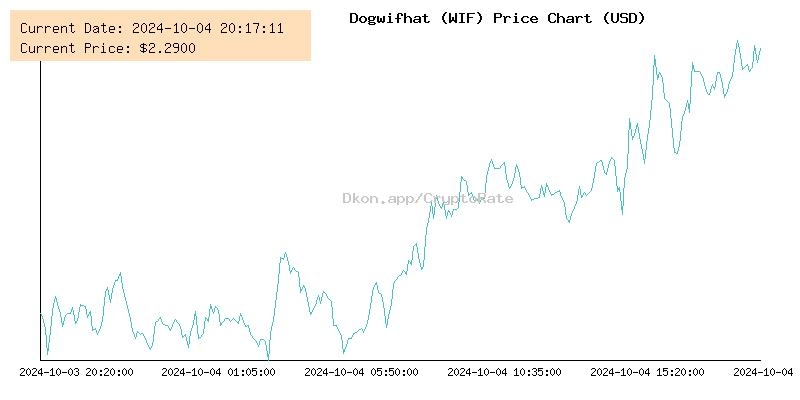 Dogwifhat (WIF) Price Chart (USD)
Current Date: 2024-10-04 20:17:11
Current Price: $2.2900
Dkon.app/CryptoRate
2024-10-03 20:20:00 2024-10-04 01:05:00 2024-10-04 05:50:00 2024-10-04 10:35:00 2024-10-04 15:20:00 2024-10-04